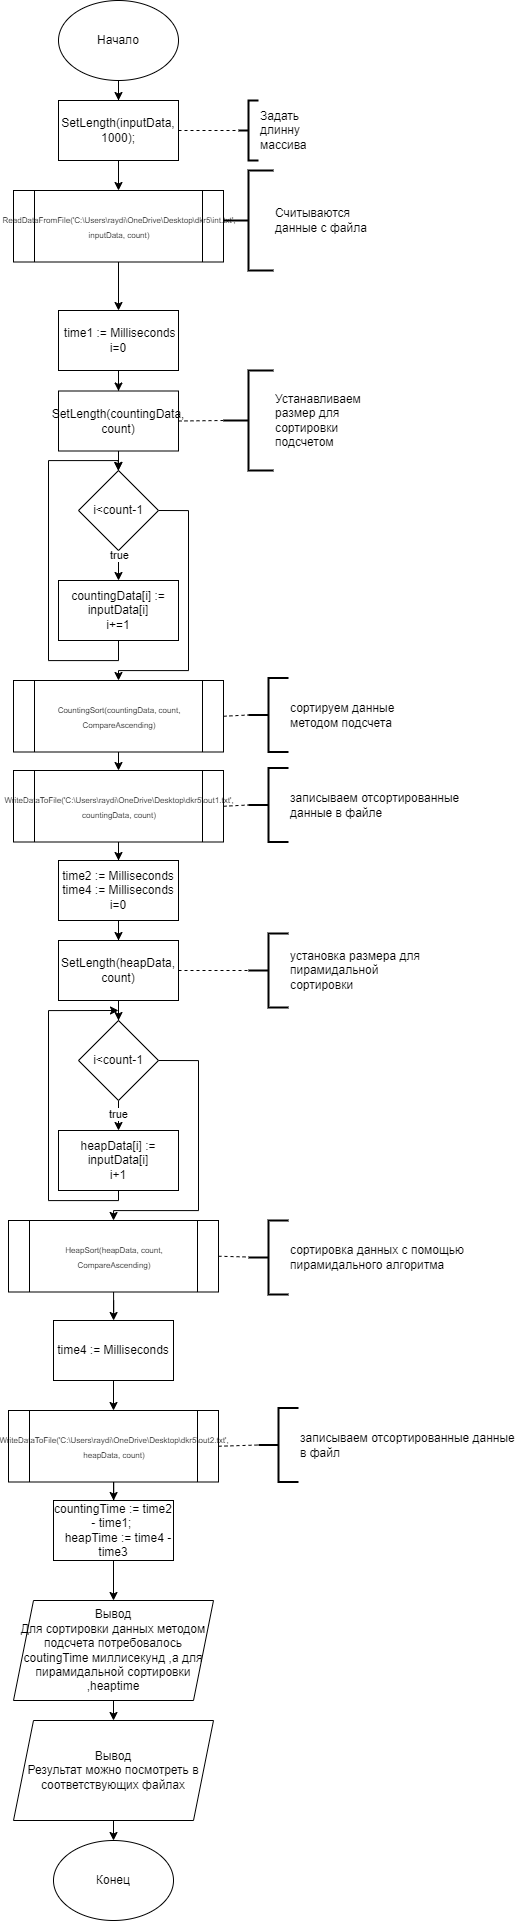 Начало
SetLength(inputData,
1000);
Задать
длинну
массива
ReadDataFromFile('C:\Users\raydi\OneDrive\Desktop\dkr5\int.txt',
inputData, count)
Считываются
данные с файла
time1 := Milliseconds
i=0
SetLength(countingData,
count)
Устанавливаем
размер для
сортировки
подсчетом
i<count-1
true
countingData[i] :=
inputData[i]
i+=1
CountingSort(countingData, count,
CompareAscending)
сортируем данные
методом подсчета
WriteDataToFile('C:\Users\raydi\OneDrive\Desktop\dkr5\out1.txt',
countingData, count)
записываем отсортированные
данные в файле
time2 := Milliseconds
time4 := Milliseconds
i=0
SetLength(heapData,
count)
установка размера для
пирамидальной
сортировки
i<count-1
true
heapData[i] :=
inputData[i]
i+1
HeapSort(heapData, count,
CompareAscending)
сортировка данных с помощью
пирамидального алгоритма
time4 := Milliseconds
WriteDataToFile('C:\Users\raydi\OneDrive\Desktop\dkr5\out2.txt',
heapData, count)
записываем отсортированные данные
в файл
countingTime := time2
- time1;
heapTime := time4 -
time3
Вывод
Для сортировки данных методом
подсчета потребовалось
coutingTime миллисекунд ,а для
пирамидальной сортировки
,heaptime
Вывод
Результат можно посмотреть в
соответствующих файлах
Конец